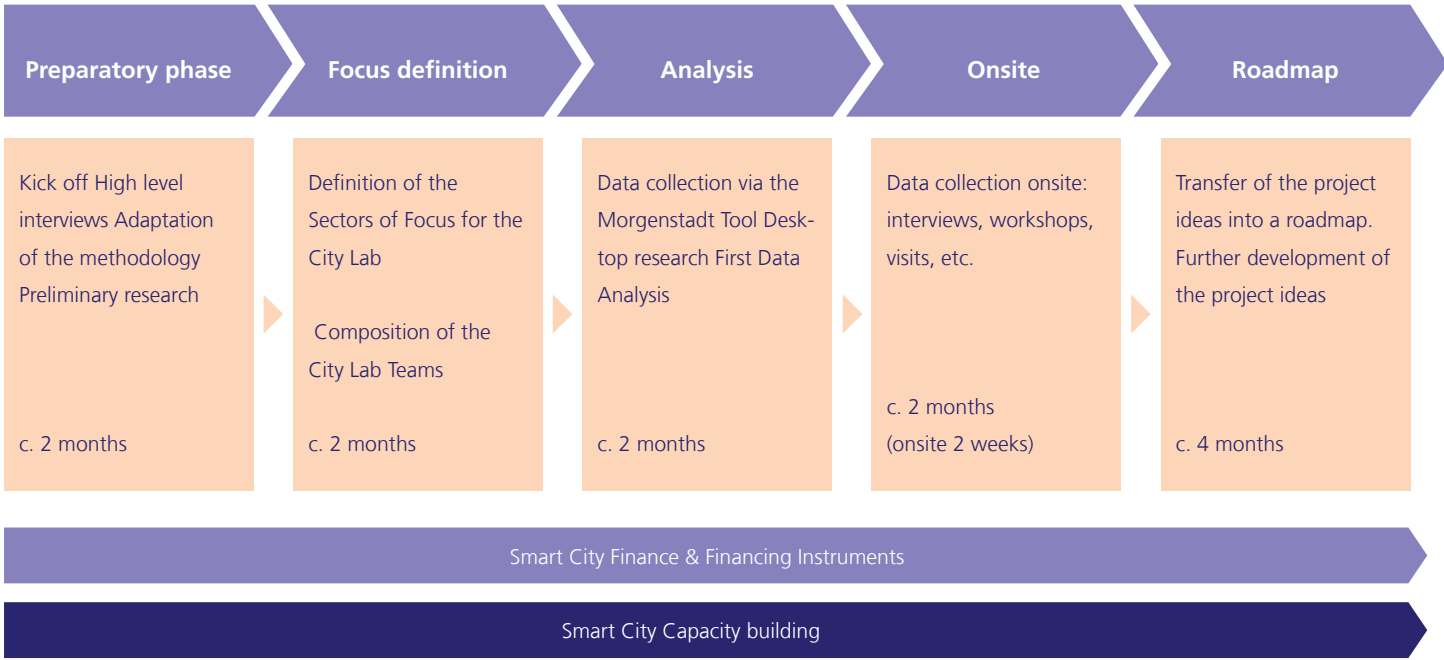 Preparatory phase
Focus definition
Analysis
Onsite
Roadmap
Kick off High level
interviews Adaptation
of the methodology
Preliminary research
c. 2 months
Definition of the
Sectors of Focus for the
City Lab
Composition of the
City Lab Teams
c. 2 months
Data collection via the
Morgenstadt Tool Desk-
top research First Data
Analysis
c. 2 months
Data collection onsite:
interviews, workshops,
visits, etc.
c. 2 months
(onsite 2 weeks)
Transfer of the project
ideas into a roadmap.
Further development of
the project ideas
c. 4 months
Smart City Finance & Financing Instruments
Smart City Capacity building